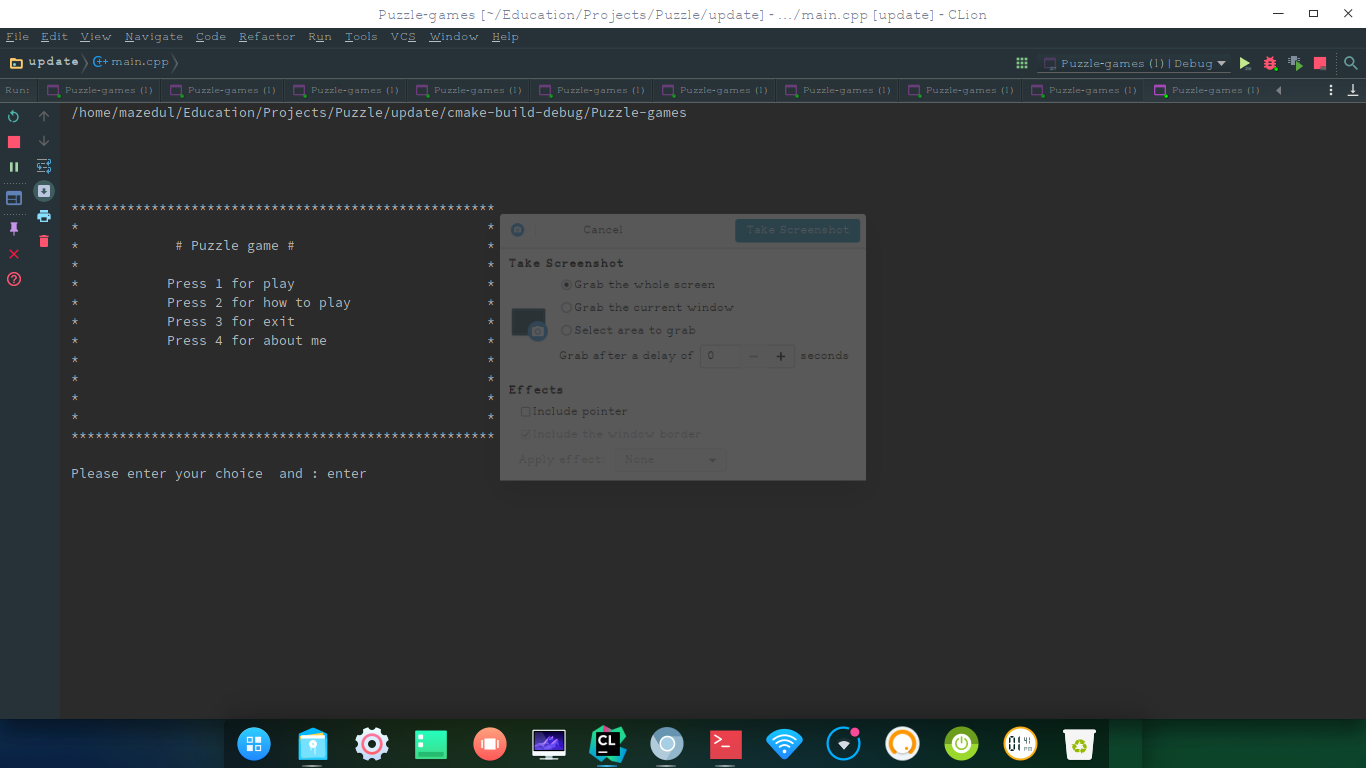 Puzzle-games [~/Education/Projects/Puzzle/update] - .../main.cpp [update] - CLion
File Edit View Navigate Code Refactor Run Tools VCS Window Help
update main.cpp Puzzle-games (1) | Debug
Run: Puzzle-games (1) Puzzle-games (1) Puzzle-games (1) Puzzle-games (1) Puzzle-games (1) Puzzle-games (1) Puzzle-games (1) Puzzle-games (1) Puzzle-games (1) Puzzle-games (1)
/home/mazedul/Education/Projects/Puzzle/update/cmake-build-debug/Puzzle-games
*****************************************************
* *
* # Puzzle game # *
* *
* Press 1 for play *
* Press 2 for how to play *
* Press 3 for exit *
* Press 4 for about me *
* *
* *
* *
* *
*****************************************************
Please enter your choice  and : enter
Cancel Take Screenshot
Take Screenshot
Grab the whole screen
Grab the current window
Select area to grab
Grab after a delay of 0 − + seconds
Effects
Include pointer
Include the window border
Apply effect: None
CL
>_
01 41 PM